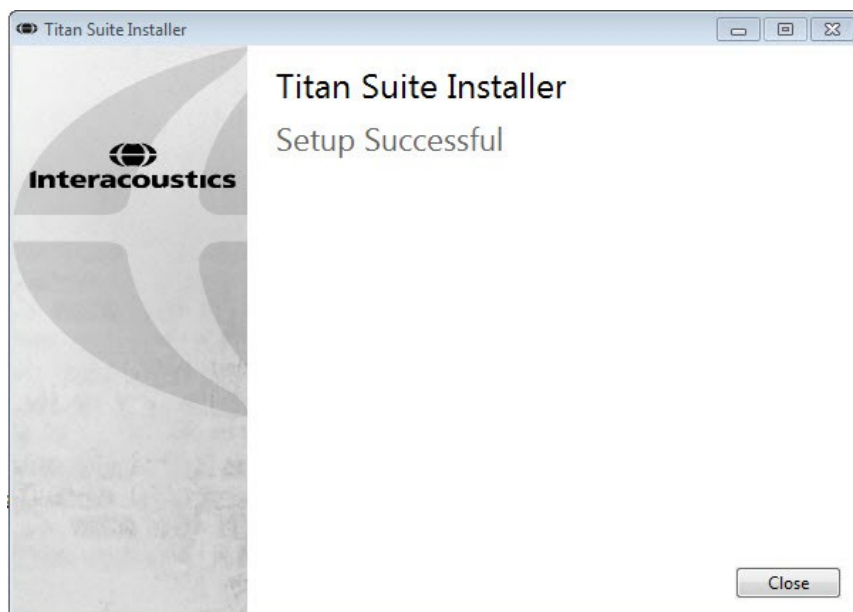 Titan Suite Installer
Interacoustics
Titan Suite Installer
Setup Successful
Close